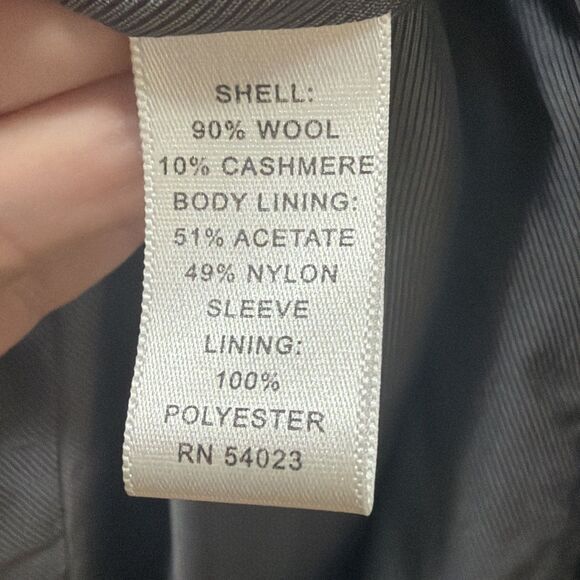 SHELL:
90% WOOL
10% CASHMERE
BODY LINING:
51% ACETATE
49% NYLON
SLEEVE
LINING:
100%
POLYESTER
RN 54023